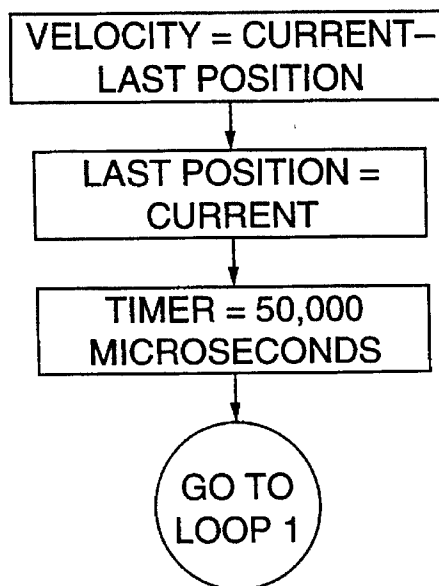 VELOCITY = CURRENT–
LAST POSITION
LAST POSITION =
CURRENT
TIMER = 50,000
MICROSECONDS
GO TO
LOOP 1